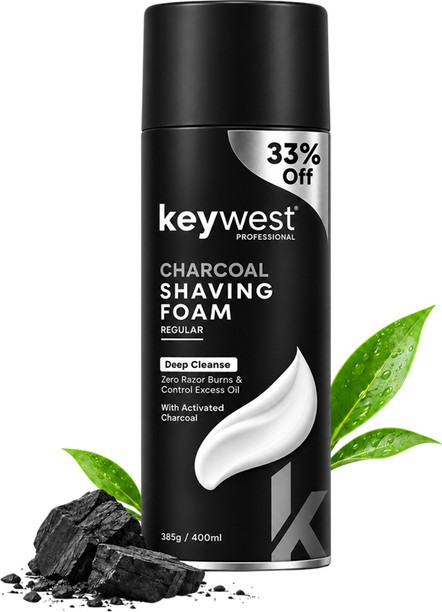 33%
Off
keywest®
PROFESSIONAL
CHARCOAL
SHAVING
FOAM
REGULAR
Deep Cleanse
Zero Razor Burns &
Control Excess Oil
With Activated
Charcoal
385g / 400ml
k